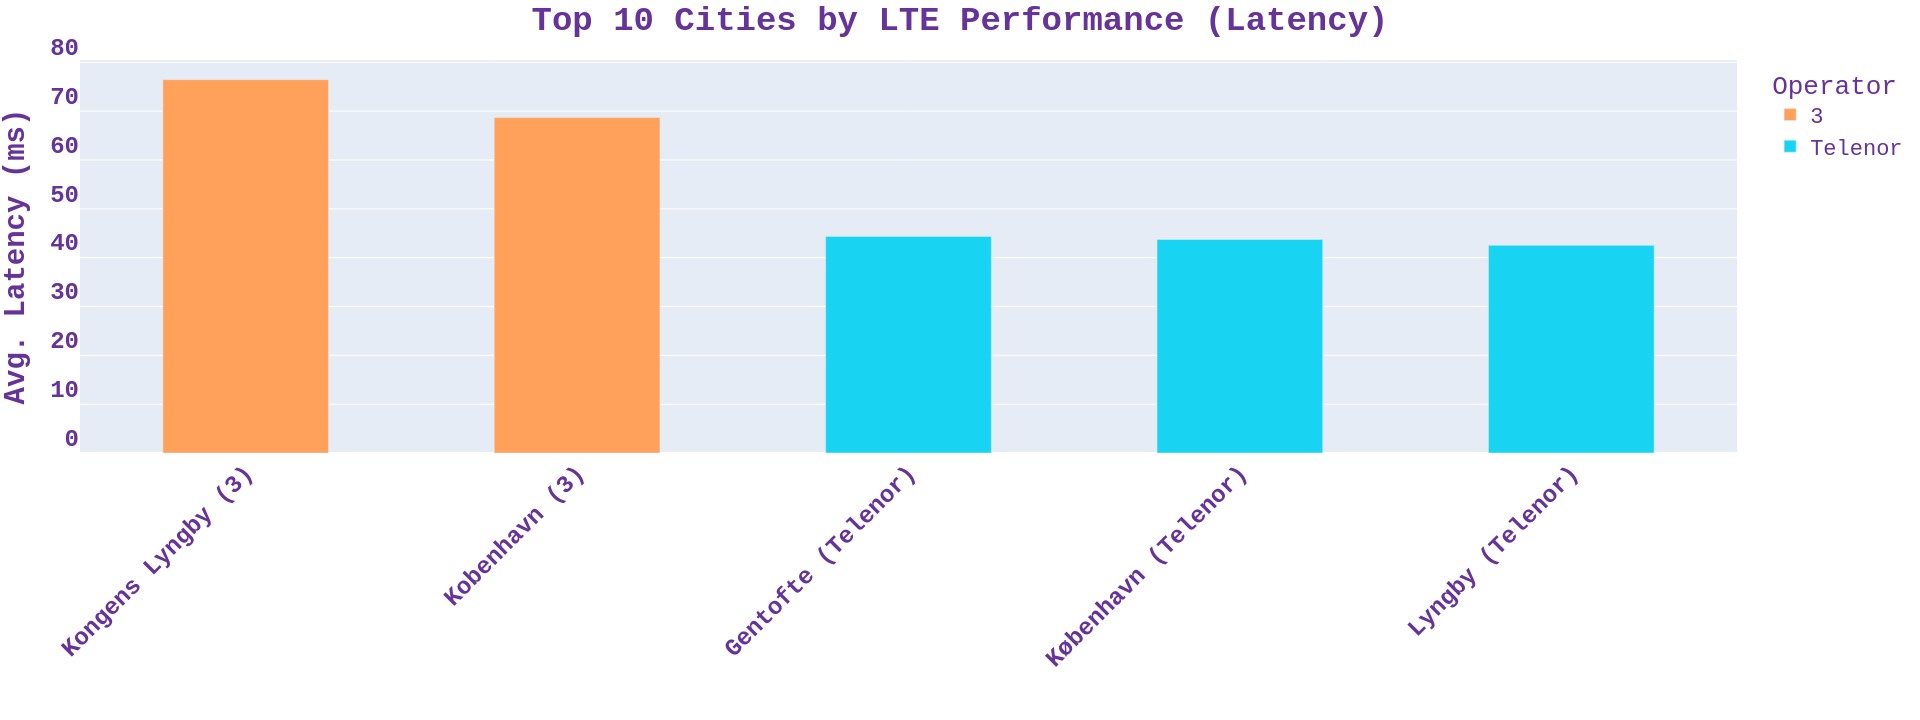 Top 10 Cities by LTE Performance (Latency)
Avg. Latency (ms)
80
70
60
50
40
30
20
10
0
Kongens Lyngby (3)
Kobenhavn (3)
Gentofte (Telenor)
København (Telenor)
Lyngby (Telenor)
Operator
3
Telenor